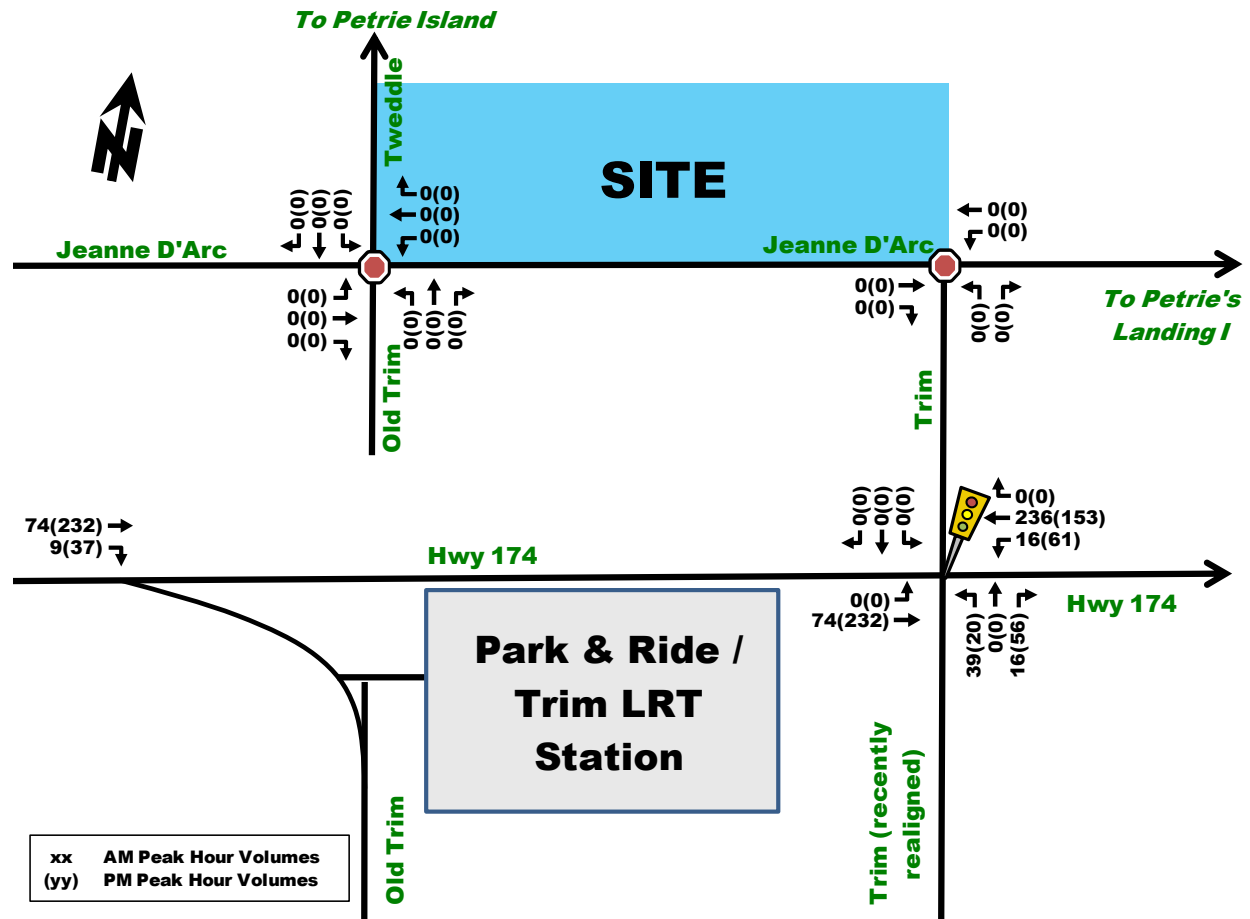 To Petrie Island
N
Tweddle
SITE
0(0)
0(0)
0(0)
0(0)
0(0)
0(0)
Jeanne D'Arc
0(0)
0(0)
0(0)
0(0)
0(0)
0(0)
Old Trim
Jeanne D'Arc
0(0)
0(0)
0(0)
0(0)
0(0)
0(0)
To Petrie's
Landing I
Trim
74(232)
9(37)
Hwy 174
0(0)
0(0)
0(0)
0(0)
236(153)
16(61)
0(0)
74(232)
39(20)
0(0)
16(56)
Hwy 174
Park & Ride /
Trim LRT
Station
Old Trim
Trim (recently
realigned)
xx AM Peak Hour Volumes
(yy) PM Peak Hour Volumes